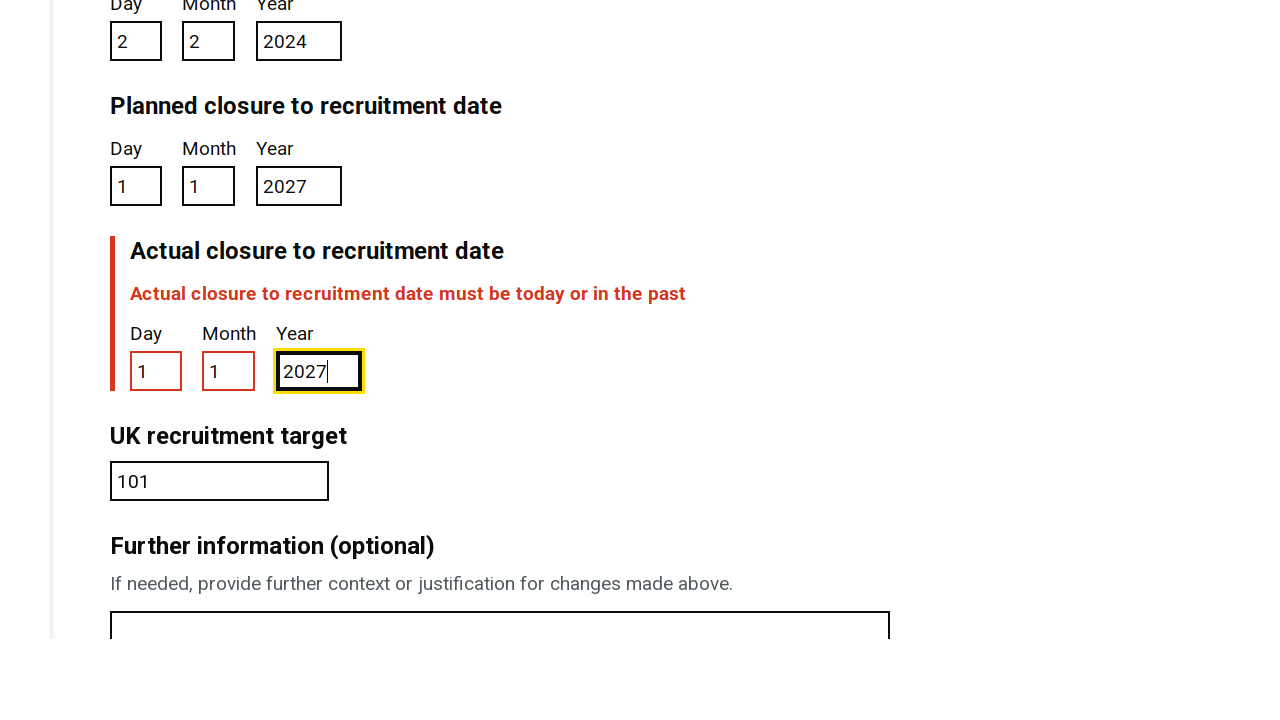 Day Month Year
2 2 2024
Planned closure to recruitment date
Day Month Year
1 1 2027
Actual closure to recruitment date
Actual closure to recruitment date must be today or in the past
Day Month Year
1 1 2027
UK recruitment target
101
Further information (optional)
If needed, provide further context or justification for changes made above.